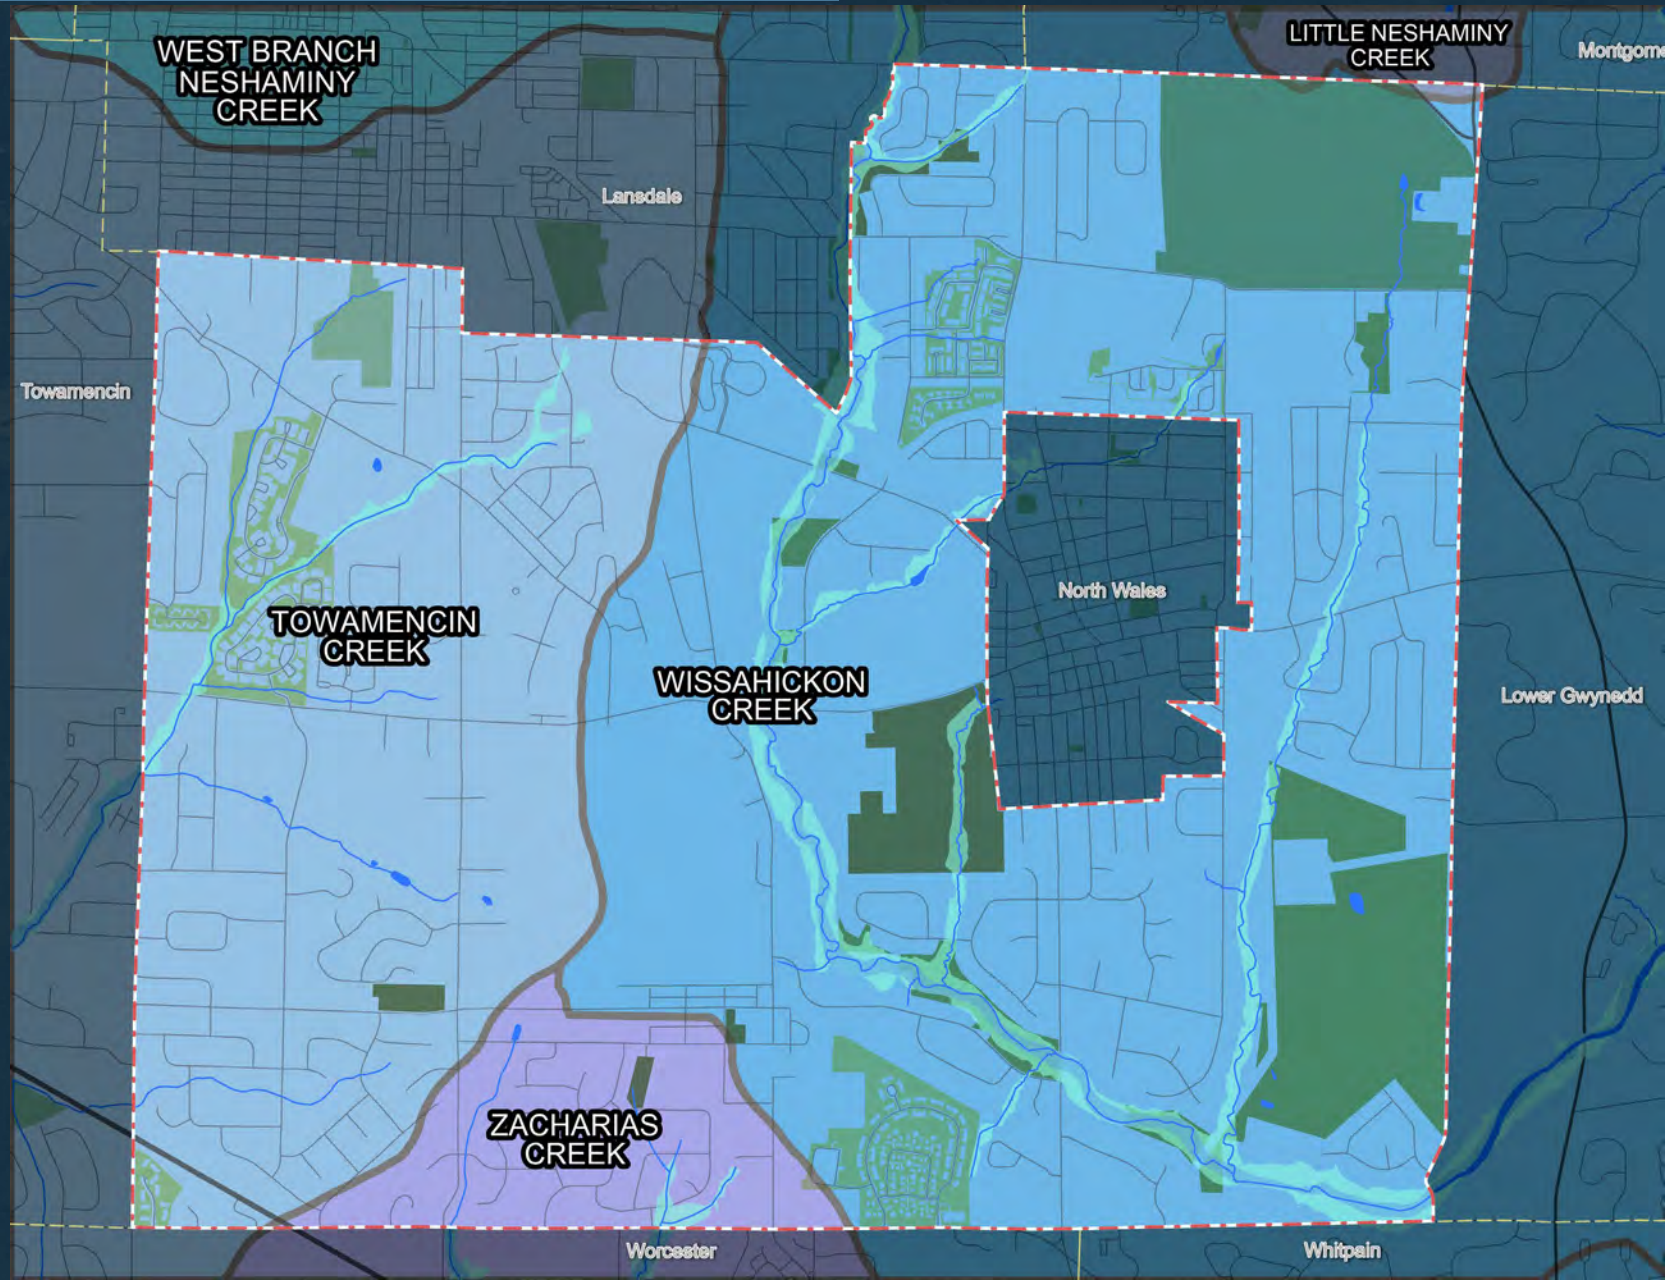 WEST BRANCH
NESHAMINY
CREEK
LITTLE NESHAMINY
CREEK
Montgome
Lansdale
Towamencin
North Wales
TOWAMENCIN
CREEK
WISSAHICKON
CREEK
Lower Gwynedd
ZACHARIAS
CREEK
Worcester
Whitpain